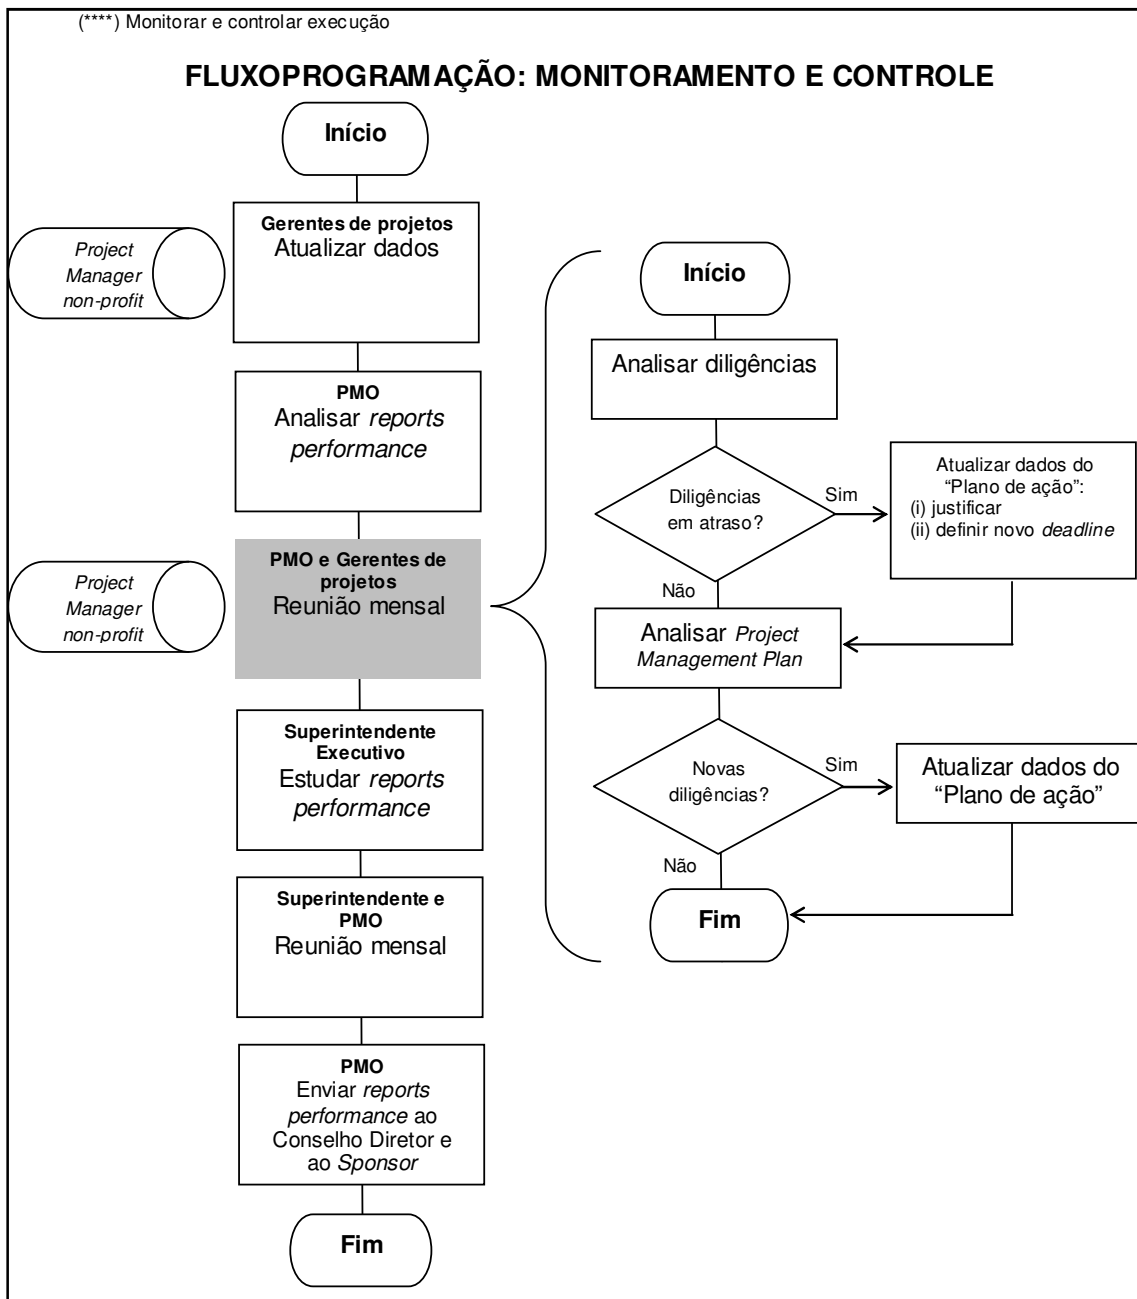 (****) Monitorar e controlar execução
FLUXOPROGRAMAÇÃO: MONITORAMENTO E CONTROLE
Início
Gerentes de projetos
Atualizar dados
Project
Manager
non-profit
PMO
Analisar reports
performance
PMO e Gerentes de
projetos
Reunião mensal
Project
Manager
non-profit
Superintendente
Executivo
Estudar reports
performance
Superintendente e
PMO
Reunião mensal
PMO
Enviar reports
performance ao
Conselho Diretor e
ao Sponsor
Fim
Início
Analisar diligências
Diligências
em atraso?
Sim
Atualizar dados do
“Plano de ação”:
(i) justificar
(ii) definir novo deadline
Não
Analisar Project
Management Plan
Novas
diligências?
Sim
Atualizar dados do
“Plano de ação”
Não
Fim